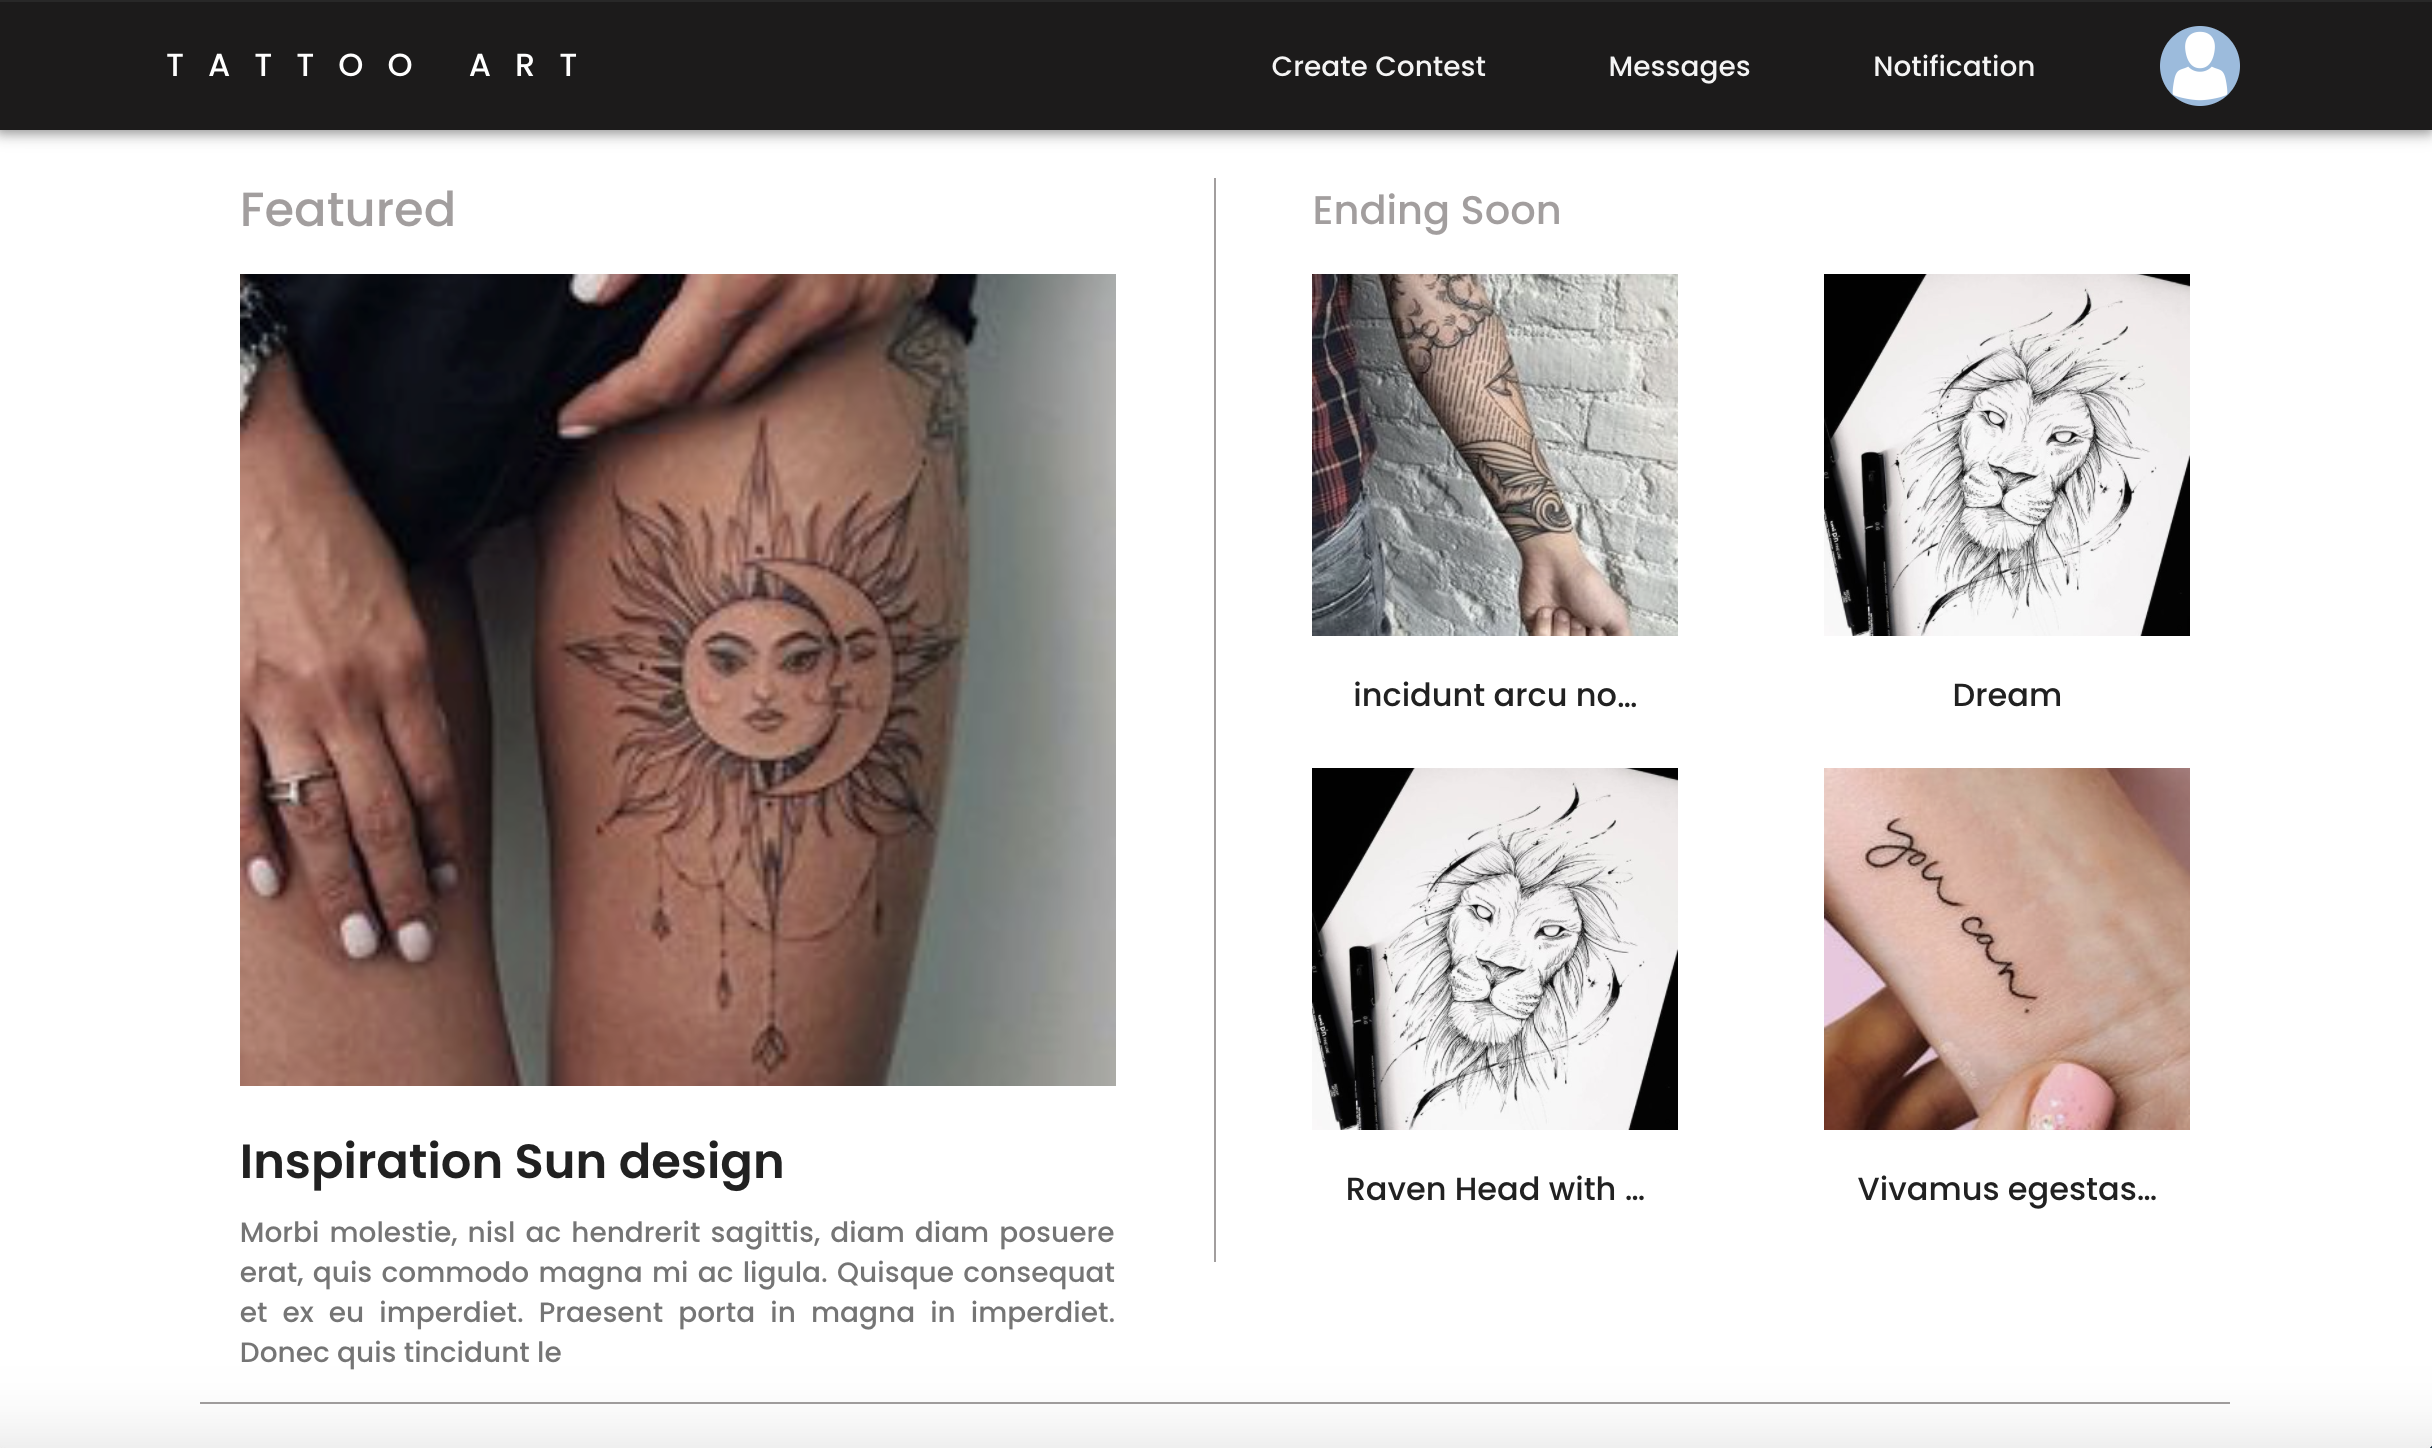 TATTOO ART
Create Contest
Messages
Notification
Featured
Inspiration Sun design
Morbi molestie, nisl ac hendrerit sagittis, diam diam posuere
erat, quis commodo magna mi ac ligula. Quisque consequat
et ex eu imperdiet. Praesent porta in magna in imperdiet.
Donec quis tincidunt le
Ending Soon
incidunt arcu no...
Dream
you can.
Raven Head with ...
Vivamus egestas...